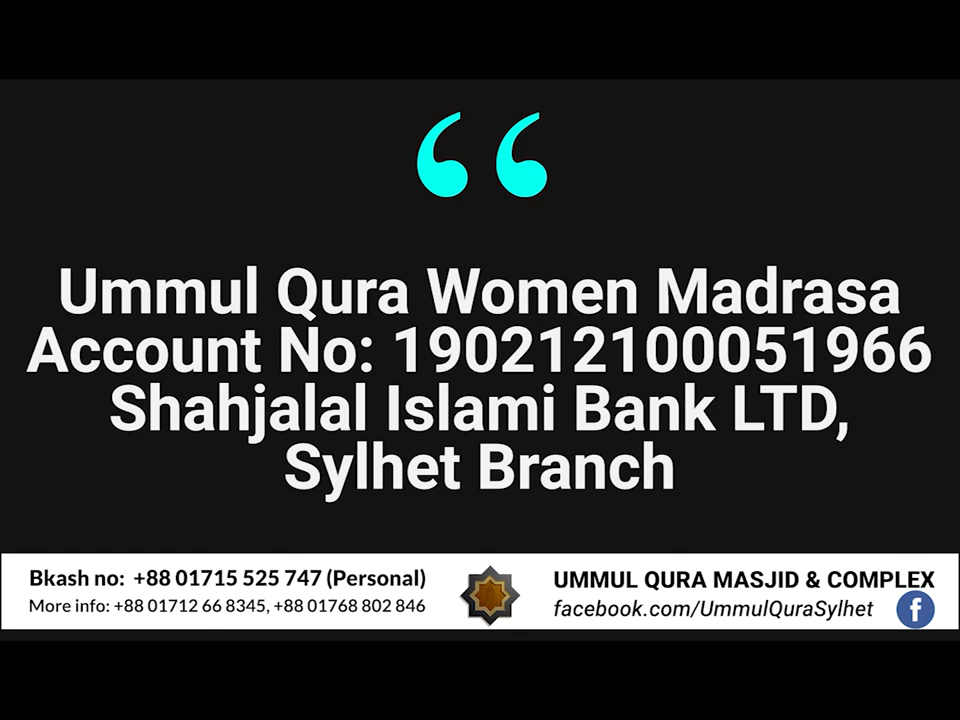 Ummul Qura Women Madrasa
Account No: 190212100051966
Shahjalal Islami Bank LTD,
Sylhet Branch
Bkash no: +88 01715 525 747 (Personal)
More info: +88 01712 66 8345, +88 01768 802 846
UMMUL QURA MASJID & COMPLEX
facebook.com/UmmulQuraSylhet